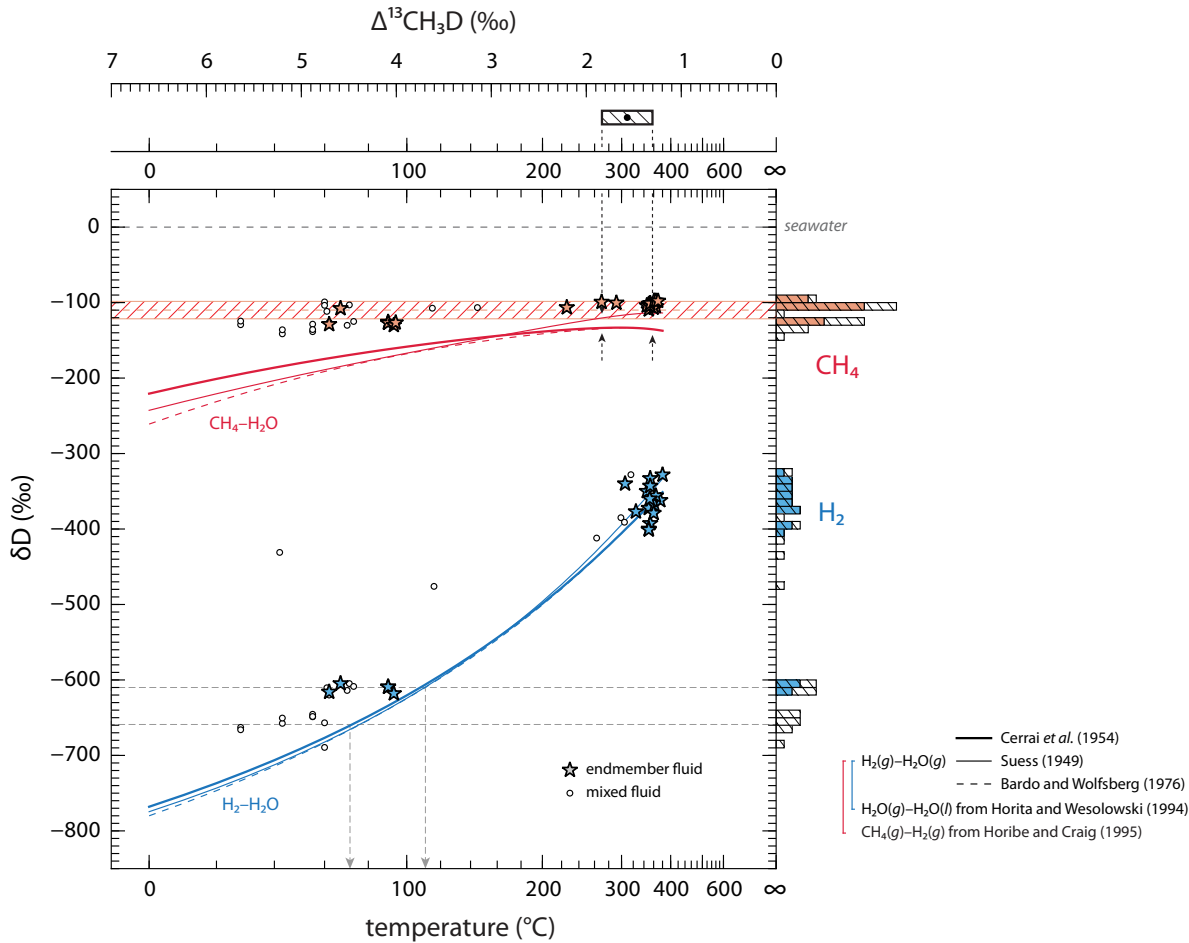 Δ¹³CH₃D (‰)
7 6 5 4 3 2 1 0
0 100 200 300 400 600 ∞
0
seawater
−100
−200
CH₄
CH₄–H₂O
−300
−400
H₂
δD (‰)
−500
−600
−700
Cerrai et al. (1954)
H₂(g)–H₂O(g)
Suess (1949)
endmember fluid
Bardo and Wolfsberg (1976)
mixed fluid
H₂–H₂O
H₂O(g)–H₂O(l) from Horita and Wesolowski (1994)
−800
CH₄(g)–H₂(g) from Horibe and Craig (1995)
0 100 200 300 400 600 ∞
temperature (°C)